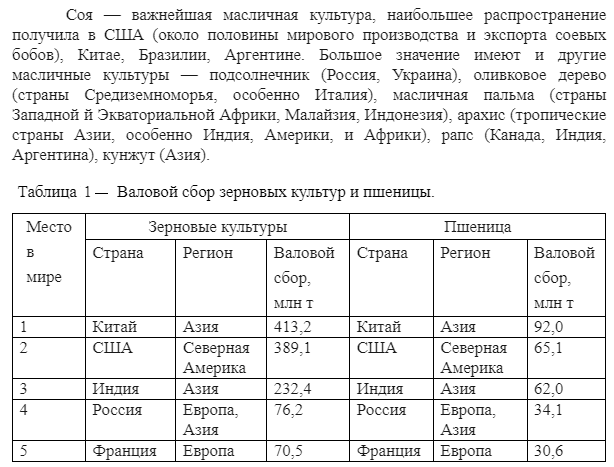 Соя — важнейшая масличная культура, наибольшее распространение
получила в США (около половины мирового производства и экспорта соевых
бобов), Китае, Бразилии, Аргентине. Большое значение имеют и другие
масличные культуры — подсолнечник (Россия, Украина), оливковое дерево
(страны Средиземноморья, особенно Италия), масличная пальма (страны
Западной й Экваториальной Африки, Малайзия, Индонезия), арахис (тропические
страны Азии, особенно Индия, Америки, и Африки), рапс (Канада, Индия,
Аргентина), кунжут (Азия).
Таблица 1 — Валовой сбор зерновых культур и пшеницы.
Место в мире Зерновые культуры Пшеница
Страна Регион Валовой сбор, млн т Страна Регион Валовой сбор, млн т
1 Китай Азия 413,2 Китай Азия 92,0
2 США Северная Америка 389,1 США Северная Америка 65,1
3 Индия Азия 232,4 Индия Азия 62,0
4 Россия Европа, Азия 76,2 Россия Европа, Азия 34,1
5 Франция Европа 70,5 Франция Европа 30,6